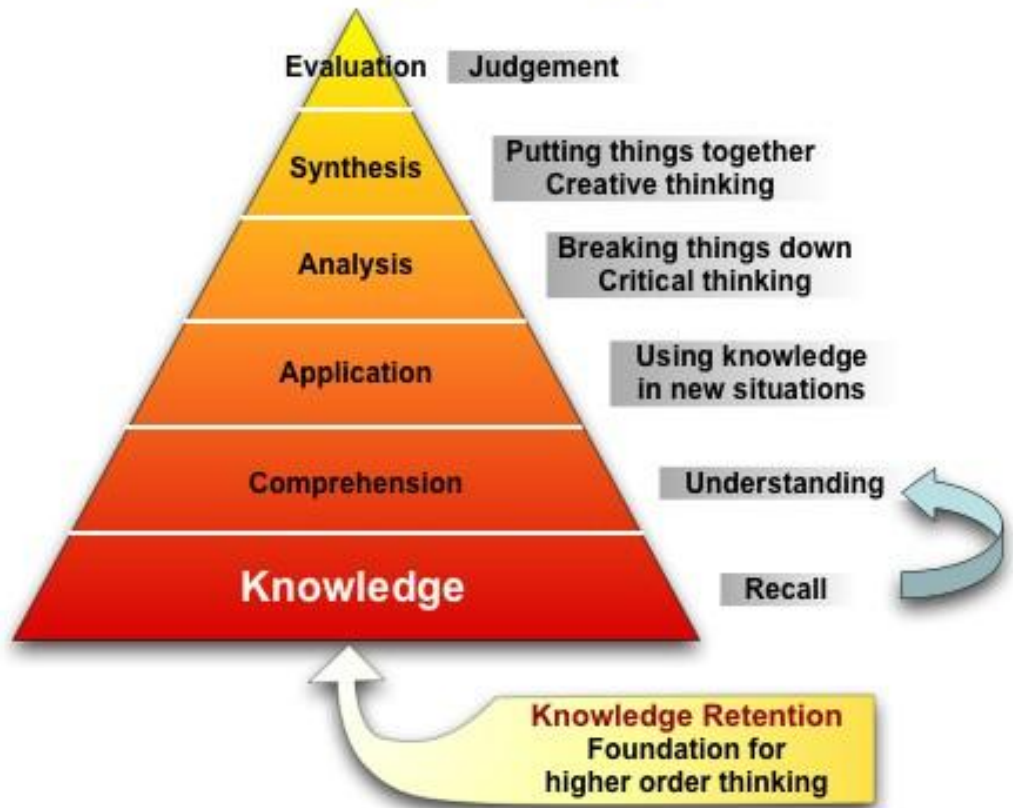 Evaluation
Judgement
Synthesis
Putting things together
Creative thinking
Analysis
Breaking things down
Critical thinking
Application
Using knowledge
in new situations
Comprehension
Understanding
Knowledge
Recall
Knowledge Retention
Foundation for
higher order thinking